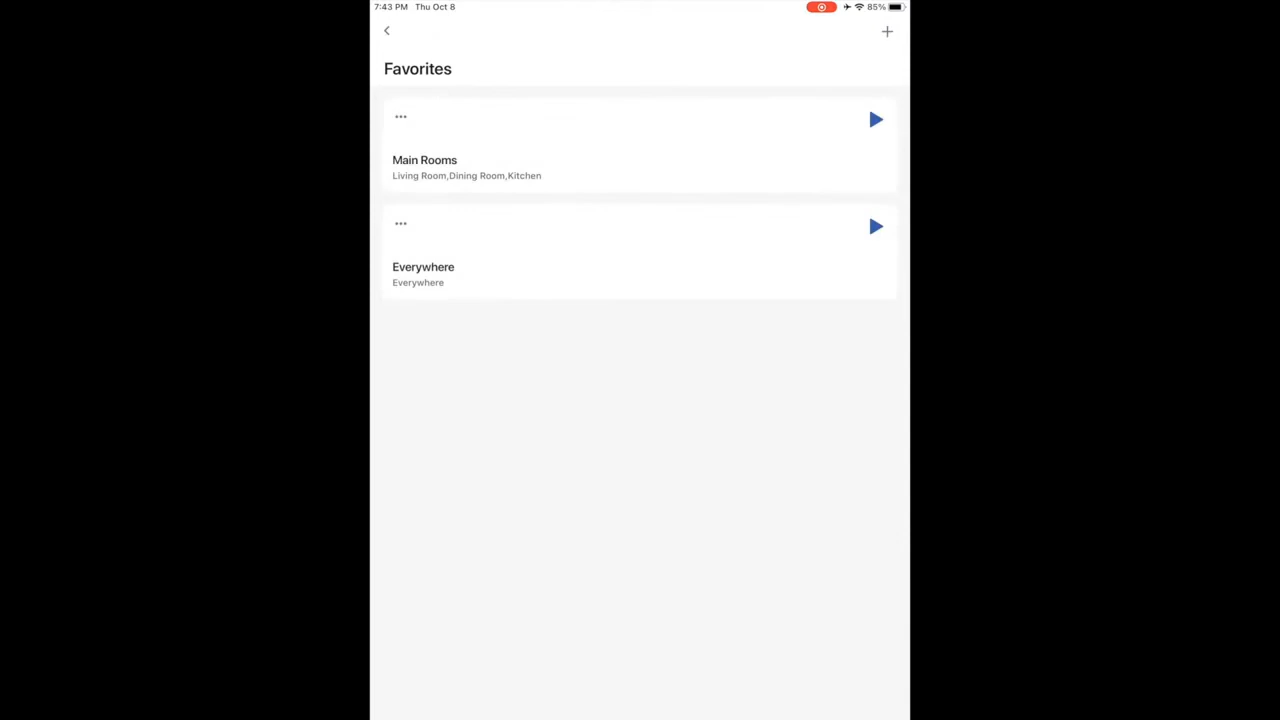 7:43 PM Thu Oct 8
85%
Favorites
Main Rooms
Living Room,Dining Room,Kitchen
Everywhere
Everywhere